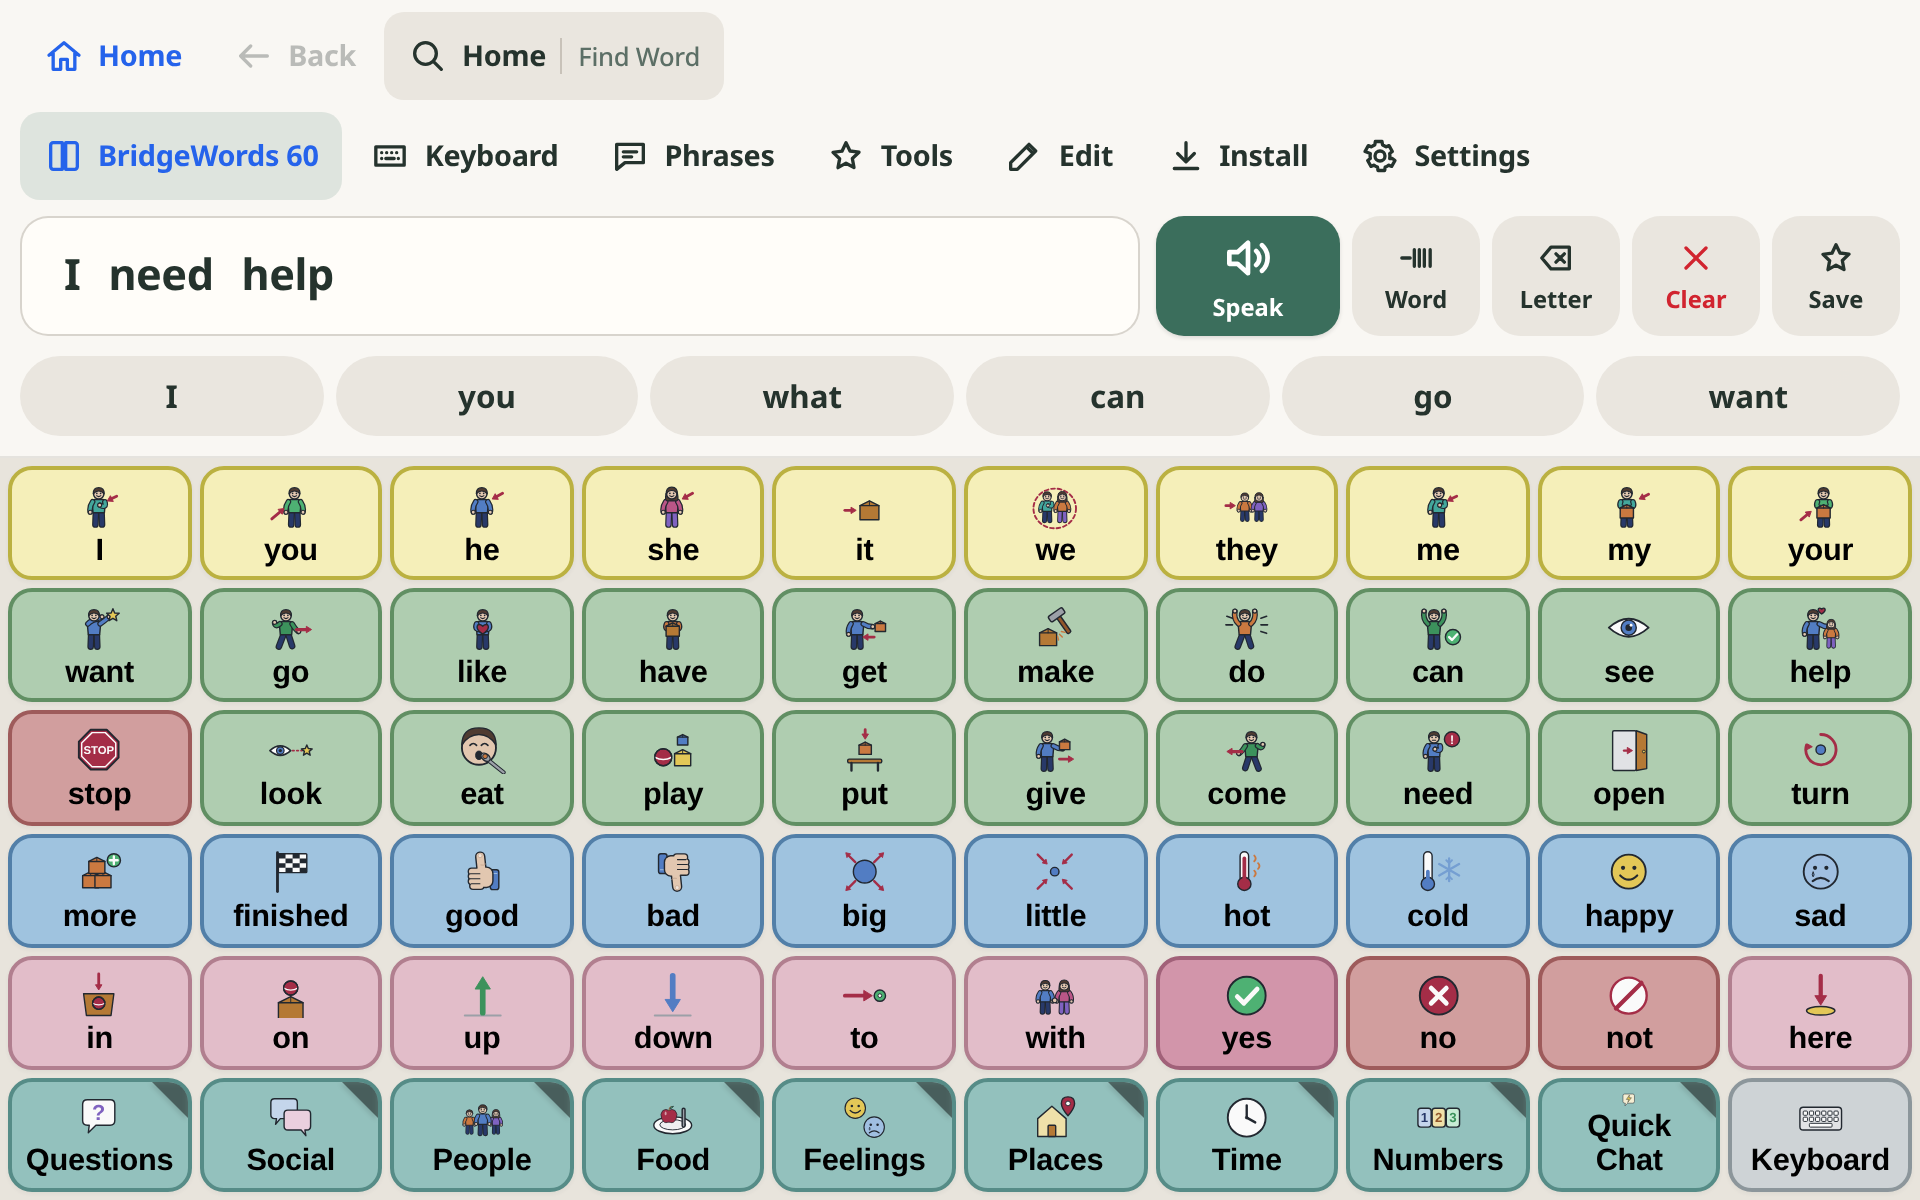 Home Back Home Find Word
BridgeWords 60 Keyboard Phrases Tools Edit Install Settings
I need help
Speak Word Letter Clear Save
I you what can go want
I you he she it we they me my your
want go like have get make do can see help
STOP
stop look eat play put give come need open turn
more finished good bad big little hot cold happy sad
in on up down to with yes no not here
? 1 2 3
Questions Social People Food Feelings Places Time Numbers Quick Chat Keyboard